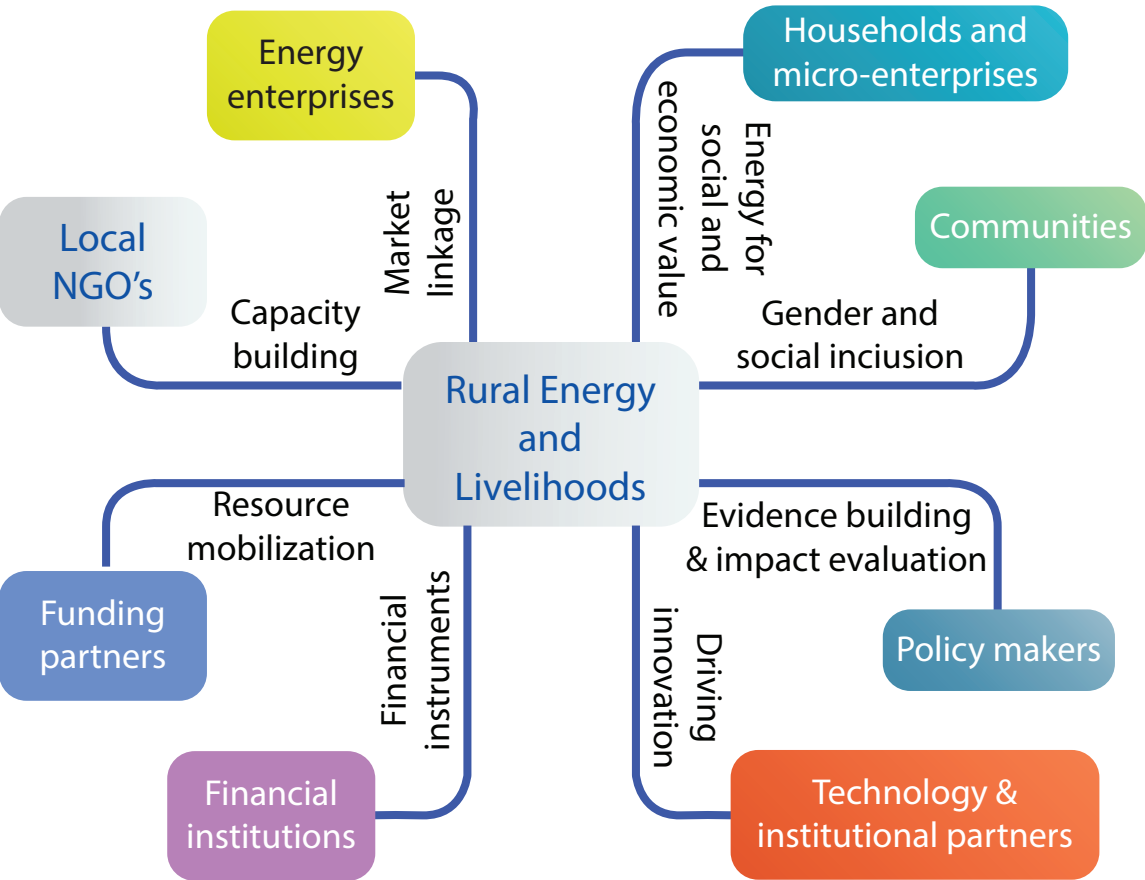 Energy
enterprises
Households and
micro-enterprises
Market
linkage
Energy for
social and
economic value
Local
NGO’s
Communities
Capacity
building
Gender and
social inciusion
Rural Energy
and
Livelihoods
Resource
mobilization
Evidence building
& impact evaluation
Funding
partners
Financial
instruments
Driving
innovation
Policy makers
Financial
institutions
Technology &
institutional partners